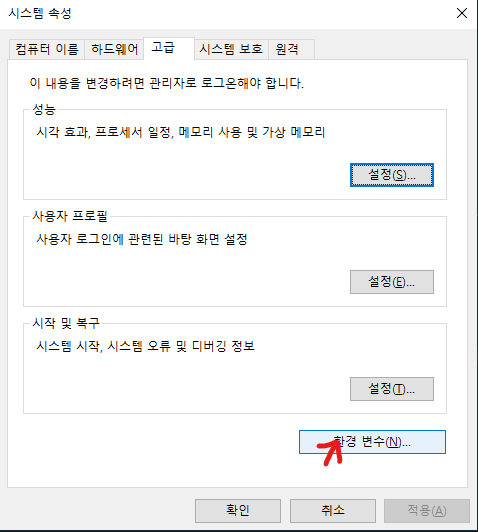 시스템 속성
컴퓨터 이름 하드웨어 고급 시스템 보호 원격
이 내용을 변경하려면 관리자로 로그온해야 합니다.
성능
시각 효과, 프로세서 일정, 메모리 사용 및 가상 메모리
설정(S)...
사용자 프로필
사용자 로그인에 관련된 바탕 화면 설정
설정(E)...
시작 및 복구
시스템 시작, 시스템 오류 및 디버깅 정보
설정(T)...
환경 변수(N)...
확인 취소 적용(A)